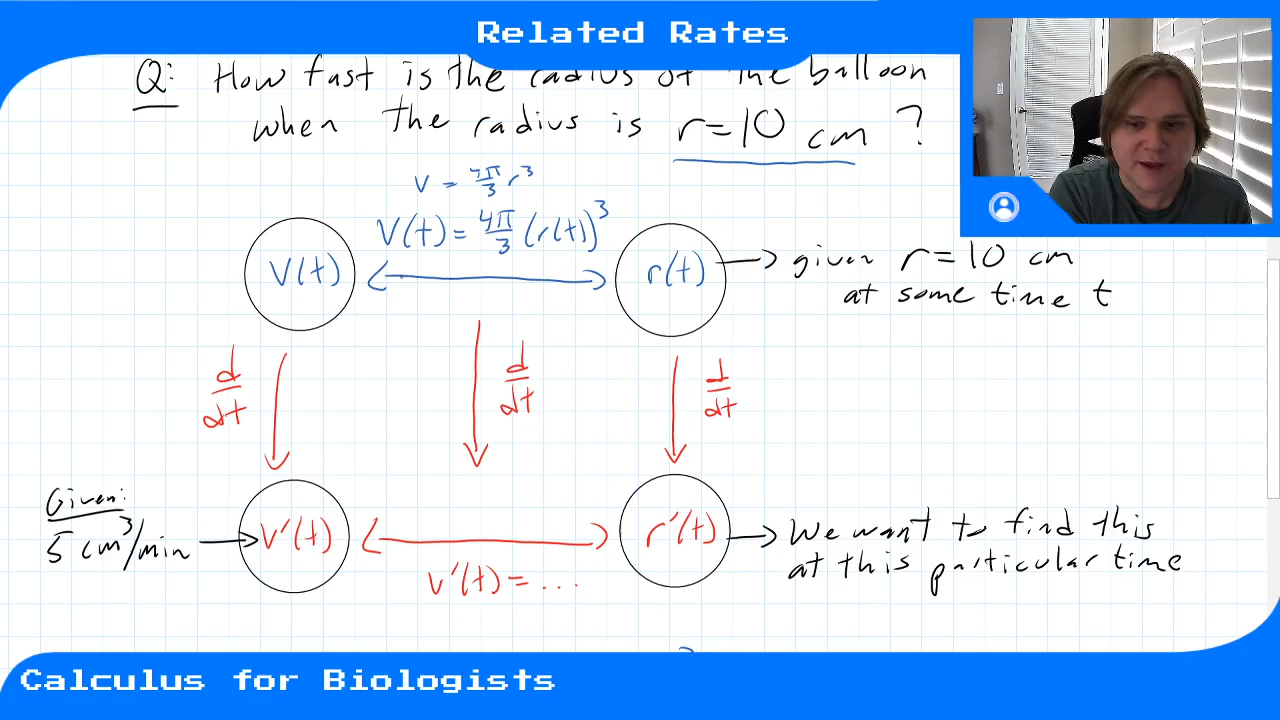 Related Rates
Q: How fast is the radius of the balloon
when the radius is r=10 cm ?
V = 4π/3 r³
V(t) = 4π/3 (r(t))³
V(t)
r(t)
given r=10 cm
at some time t
d/dt
d/dt
d/dt
Given:
5 cm³/min
V'(t)
r'(t)
We want to find this
at this particular time
V'(t) = ...
Calculus for Biologists